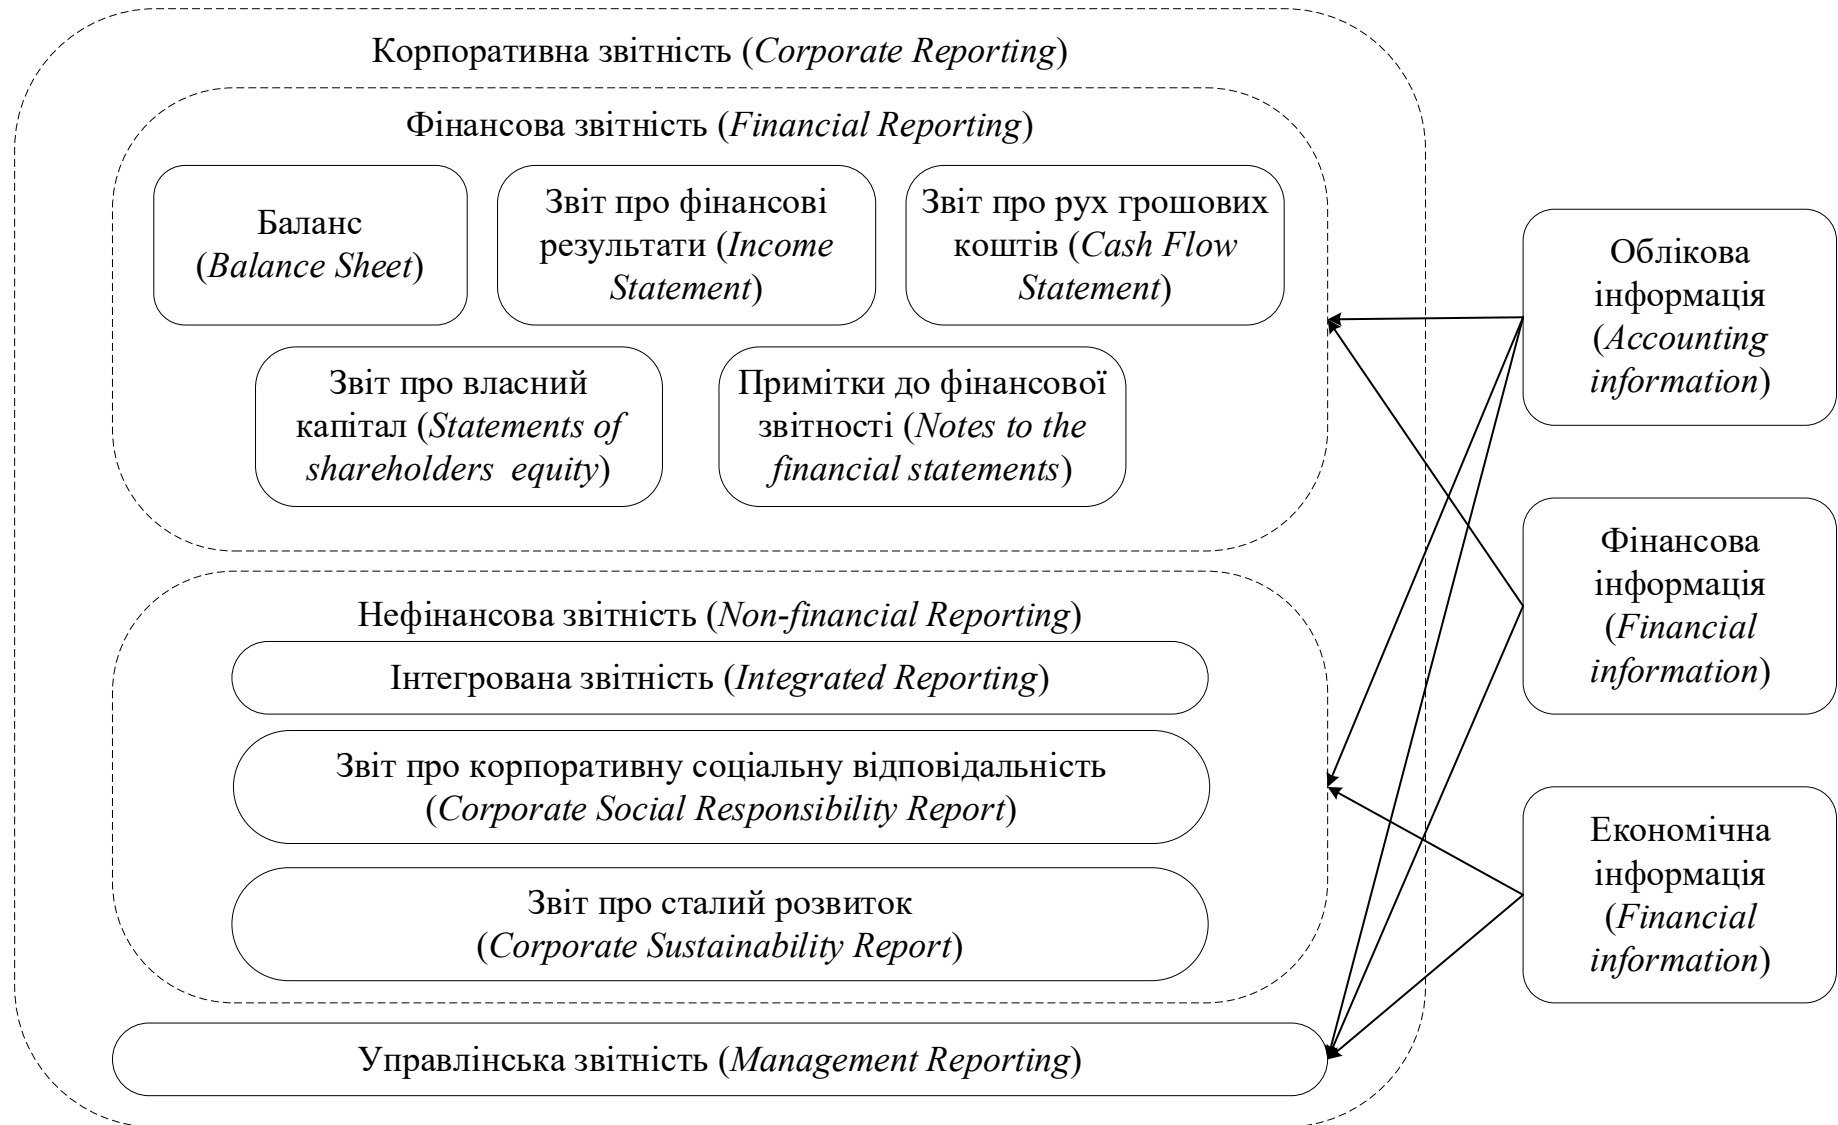 Корпоративна звітність (Corporate Reporting)
Фінансова звітність (Financial Reporting)
Баланс
(Balance Sheet)
Звіт про фінансові
результати (Income
Statement)
Звіт про рух грошових
коштів (Cash Flow
Statement)
Звіт про власний
капітал (Statements of
shareholders equity)
Примітки до фінансової
звітності (Notes to the
financial statements)
Нефінансова звітність (Non-financial Reporting)
Інтегрована звітність (Integrated Reporting)
Звіт про корпоративну соціальну відповідальність
(Corporate Social Responsibility Report)
Звіт про сталий розвиток
(Corporate Sustainability Report)
Управлінська звітність (Management Reporting)
Облікова
інформація
(Accounting
information)
Фінансова
інформація
(Financial
information)
Економічна
інформація
(Financial
information)